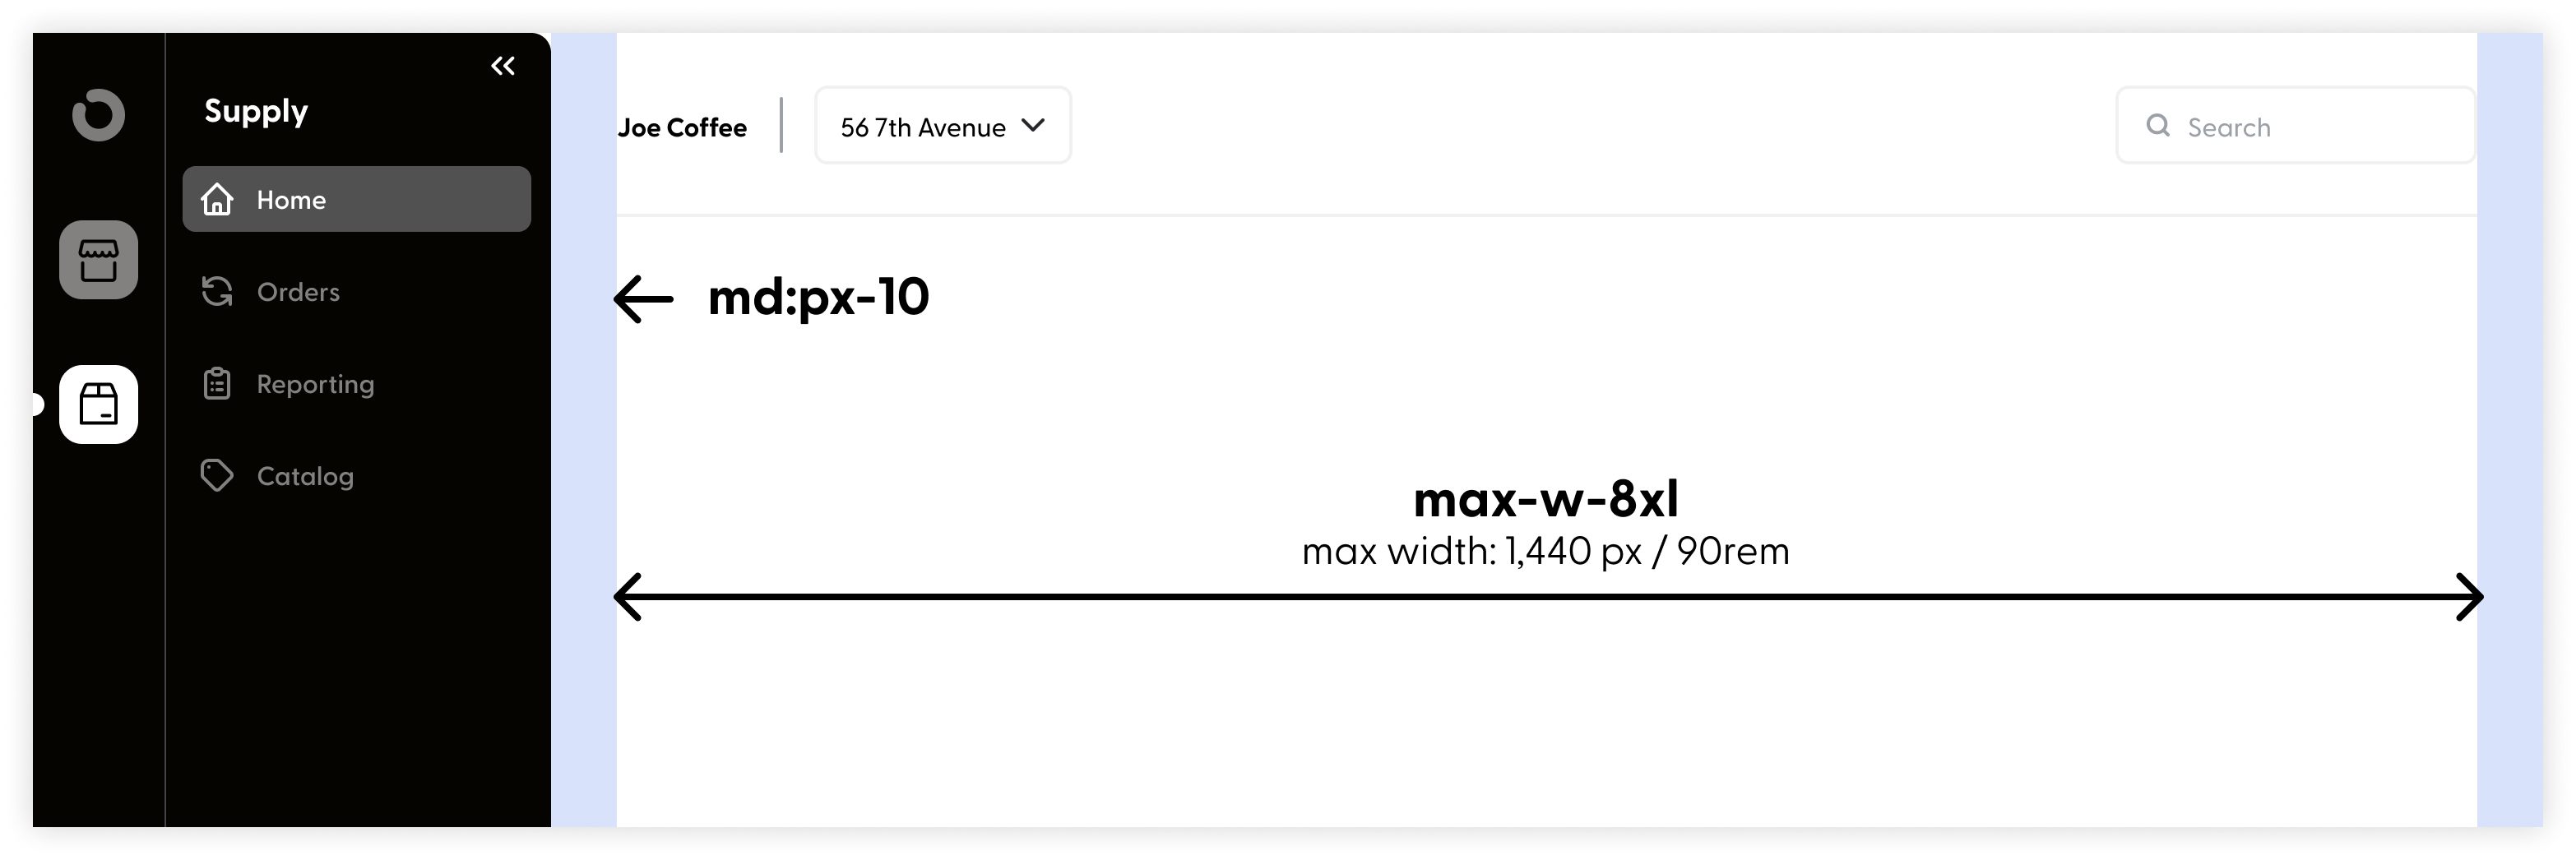 Supply
Home
Orders
Reporting
Catalog
Joe Coffee
56 7th Avenue
Search
md:px-10
max-w-8xl
max width: 1,440 px / 90rem